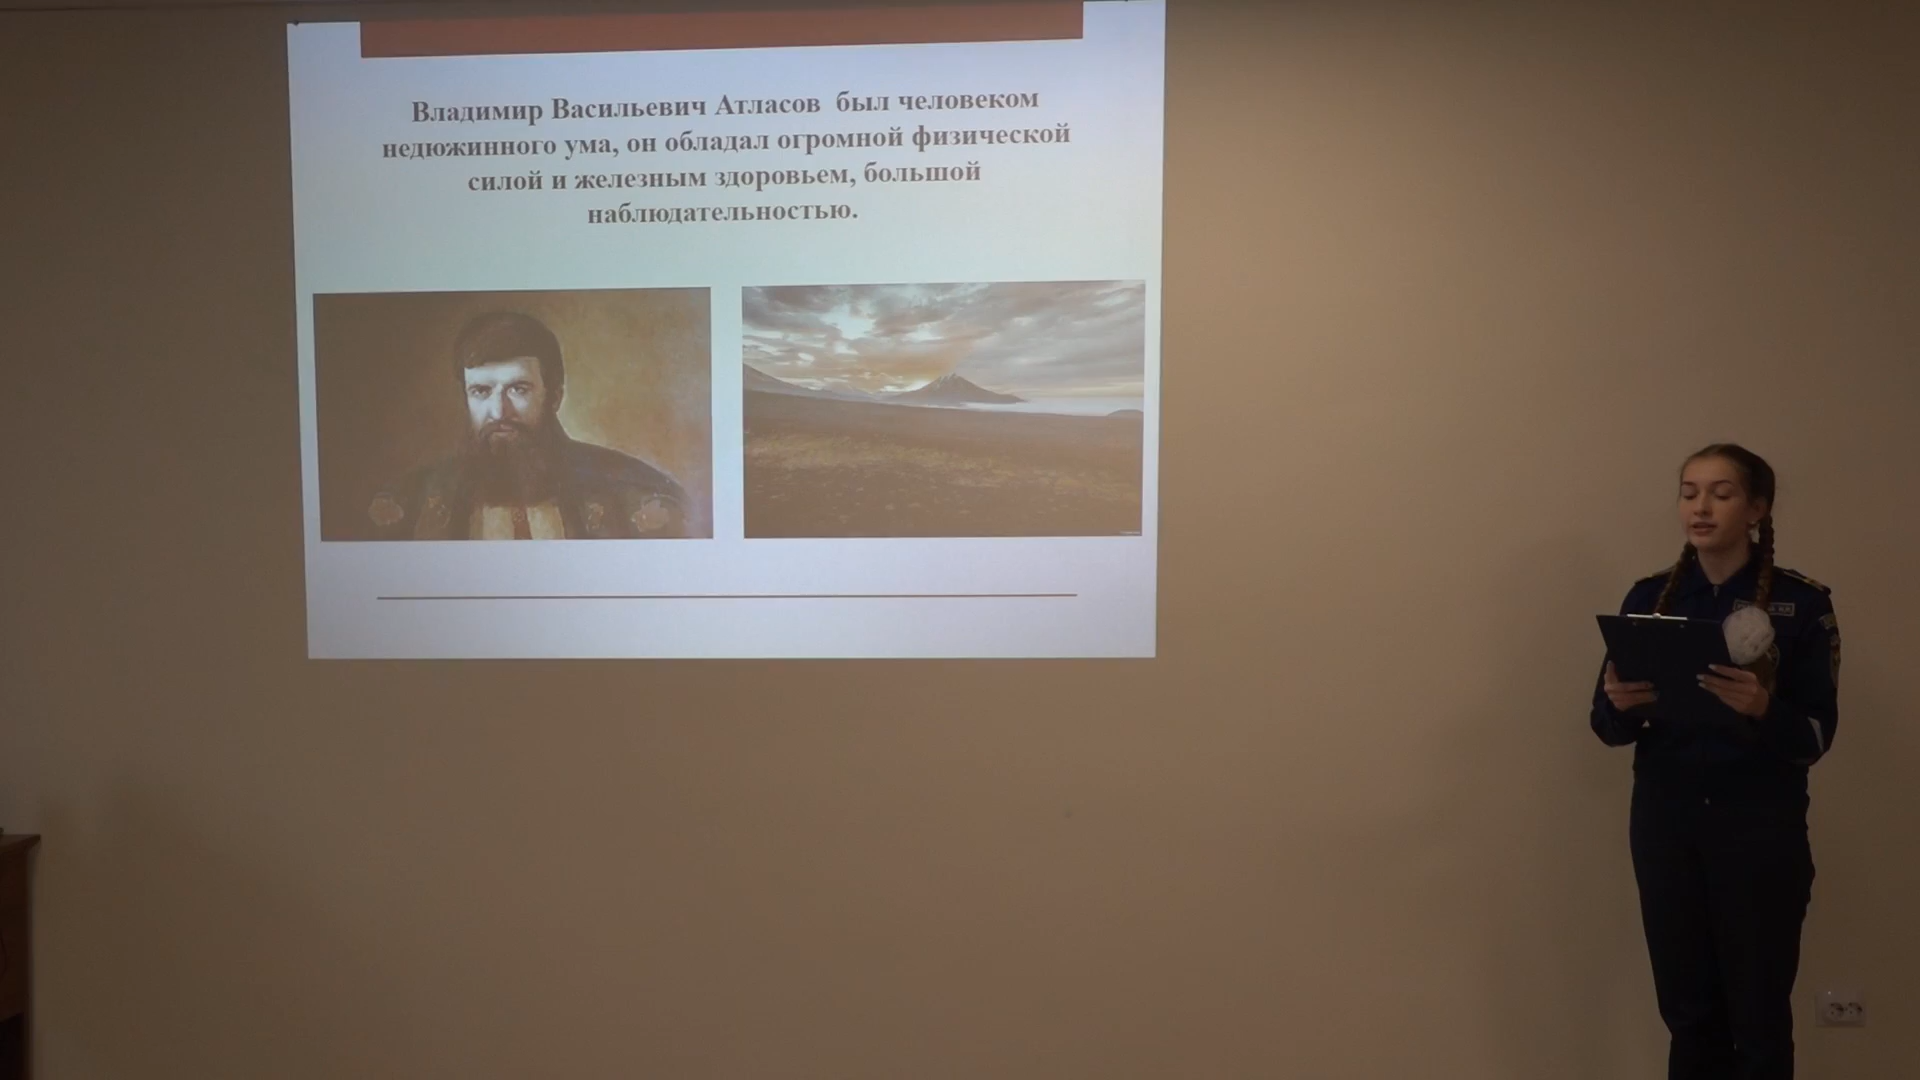 Владимир Васильевич Атласов был человеком
недюжинного ума, он обладал огромной физической
силой и железным здоровьем, большой
наблюдательностью.